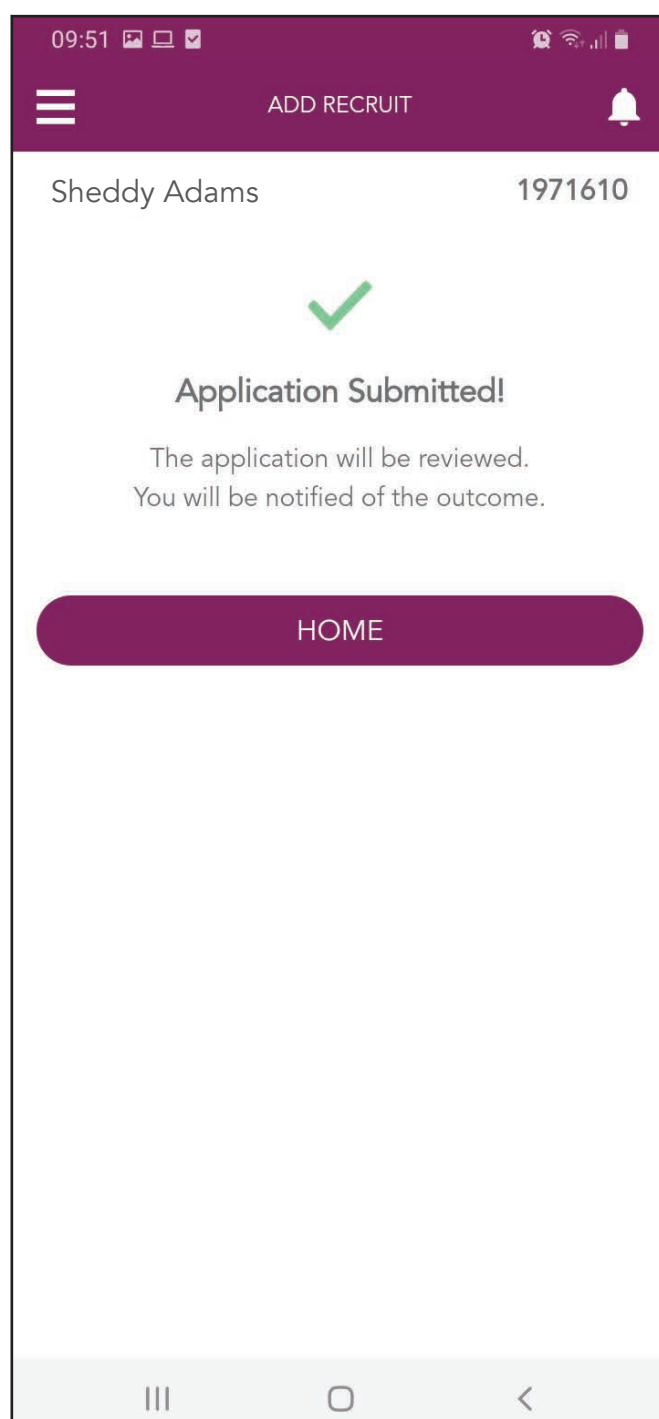 09:51
ADD RECRUIT
Sheddy Adams 1971610
Application Submitted!
The application will be reviewed.
You will be notified of the outcome.
HOME